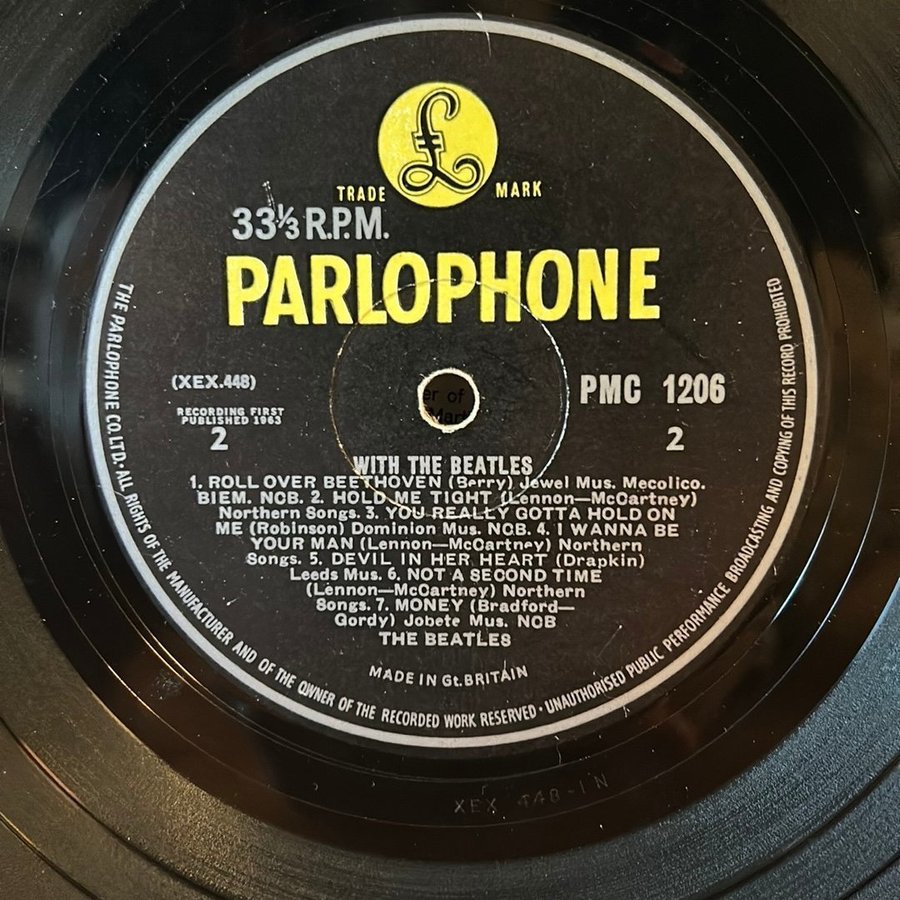 £
TRADE MARK
33⅓ R.P.M.
PARLOPHONE
(XEX.448)
PMC 1206
RECORDING FIRST
PUBLISHED 1963
2
2
er of
Mark
WITH THE BEATLES
1. ROLL OVER BEETHOVEN (Berry) Jewel Mus. Mecolico.
BIEM. NCB. 2. HOLD ME TIGHT (Lennon—McCartney)
Northern Songs. 3. YOU REALLY GOTTA HOLD ON
ME (Robinson) Dominion Mus. NCB. 4. I WANNA BE
YOUR MAN (Lennon—McCartney) Northern
Songs. 5. DEVIL IN HER HEART (Drapkin)
Leeds Mus. 6. NOT A SECOND TIME
(Lennon—McCartney) Northern
Songs. 7. MONEY (Bradford—
Gordy) Jobete Mus. NCB
THE BEATLES
MADE IN Gt. BRITAIN
THE PARLOPHONE CO. LTD. · ALL RIGHTS OF THE MANUFACTURER AND OF THE OWNER OF THE RECORDED WORK RESERVED · UNAUTHORISED PUBLIC PERFORMANCE BROADCASTING AND COPYING OF THIS RECORD PROHIBITED
XEX 448-1N